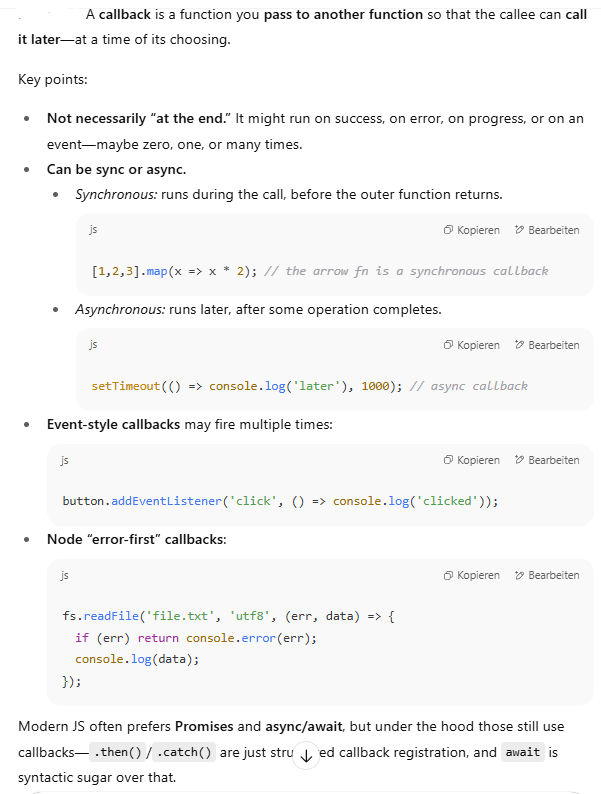 A callback is a function you pass to another function so that the callee can call
it later—at a time of its choosing.
Key points:
Not necessarily “at the end.” It might run on success, on error, on progress, or on an
event—maybe zero, one, or many times.
Can be sync or async.
Synchronous: runs during the call, before the outer function returns.
js Kopieren Bearbeiten
[1,2,3].map(x => x * 2); // the arrow fn is a synchronous callback
Asynchronous: runs later, after some operation completes.
js Kopieren Bearbeiten
setTimeout(() => console.log('later'), 1000); // async callback
Event-style callbacks may fire multiple times:
js Kopieren Bearbeiten
button.addEventListener('click', () => console.log('clicked'));
Node “error-first” callbacks:
js Kopieren Bearbeiten
fs.readFile('file.txt', 'utf8', (err, data) => {
if (err) return console.error(err);
console.log(data);
});
Modern JS often prefers Promises and async/await, but under the hood those still use
callbacks— .then() / .catch() are just callback registration, and await is
syntactic sugar over that.